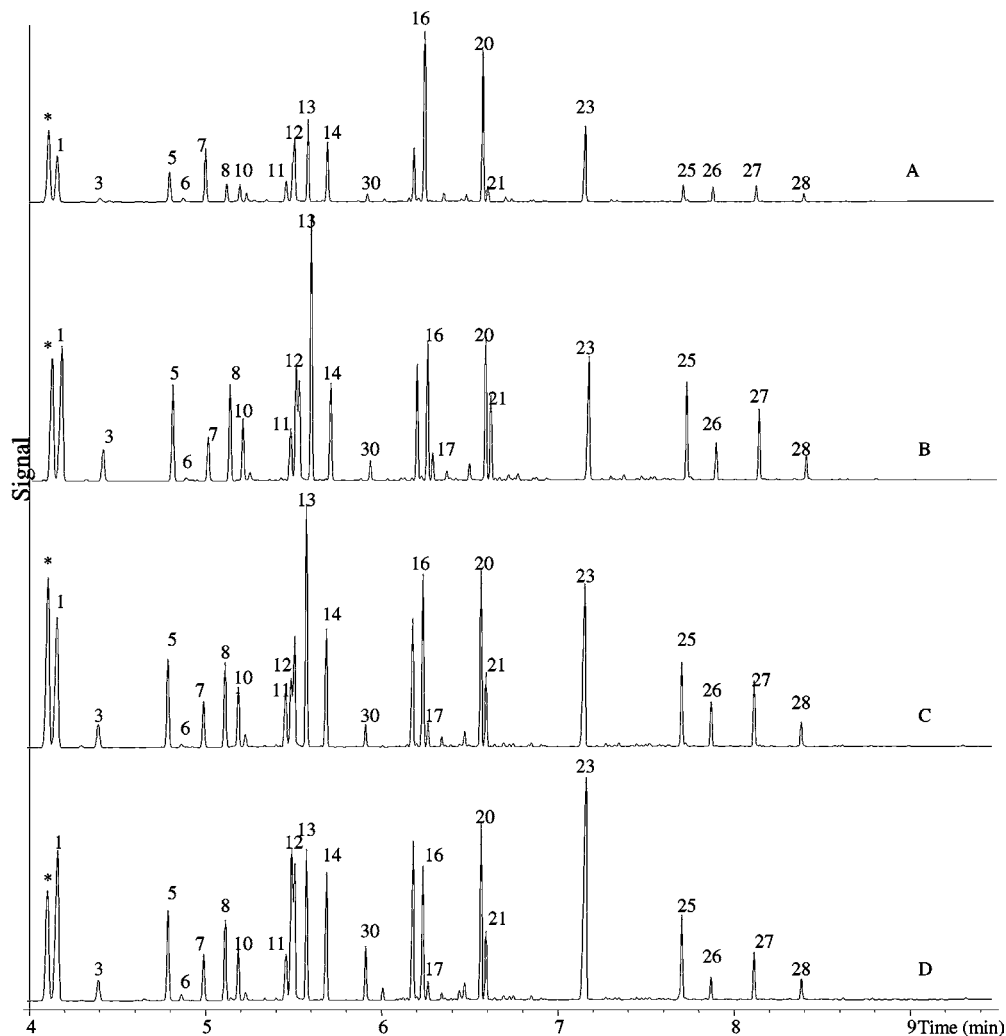 16
20
13
* 1 3 5 6 7 8 10 11 12 14 30 21 23 25 26 27 28 A
13
* 1 3 5 6 7 8 10 11 12 14 30 16 17 20 21 23 25 26 27 28 B
Signal
0
13
* 1 3 5 6 7 8 10 12 11 14 30 16 17 20 21 23 25 26 27 28 C
* 1 3 5 6 7 8 10 11 12 13 14 30 16 17 20 21 23 25 26 27 28 D
4 5 6 7 8 9Time (min)